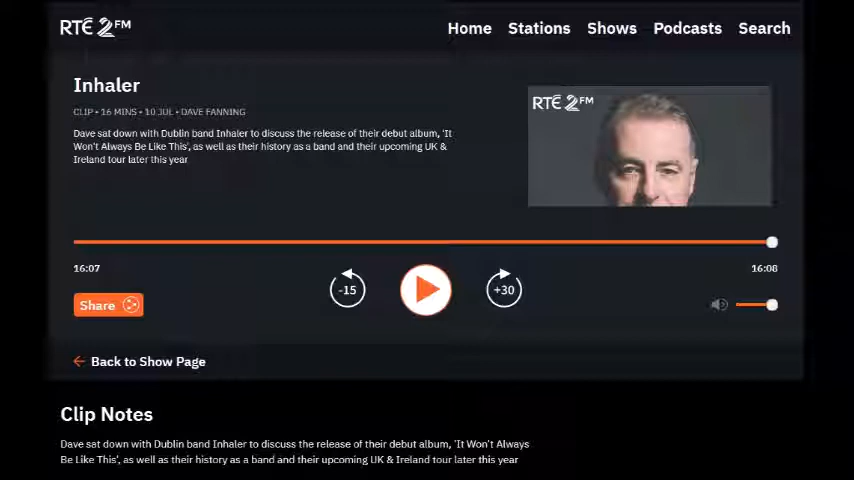 RTÉ 2FM
Home Stations Shows Podcasts Search
Inhaler
CLIP • 16 MINS • 10 JUL • DAVE FANNING
Dave sat down with Dublin band Inhaler to discuss the release of their debut album, 'It
Won't Always Be Like This', as well as their history as a band and their upcoming UK &
Ireland tour later this year
RTÉ 2FM
16:07
16:08
-15
+30
Share
Back to Show Page
Clip Notes
Dave sat down with Dublin band Inhaler to discuss the release of their debut album, 'It Won't Always
Be Like This', as well as their history as a band and their upcoming UK & Ireland tour later this year